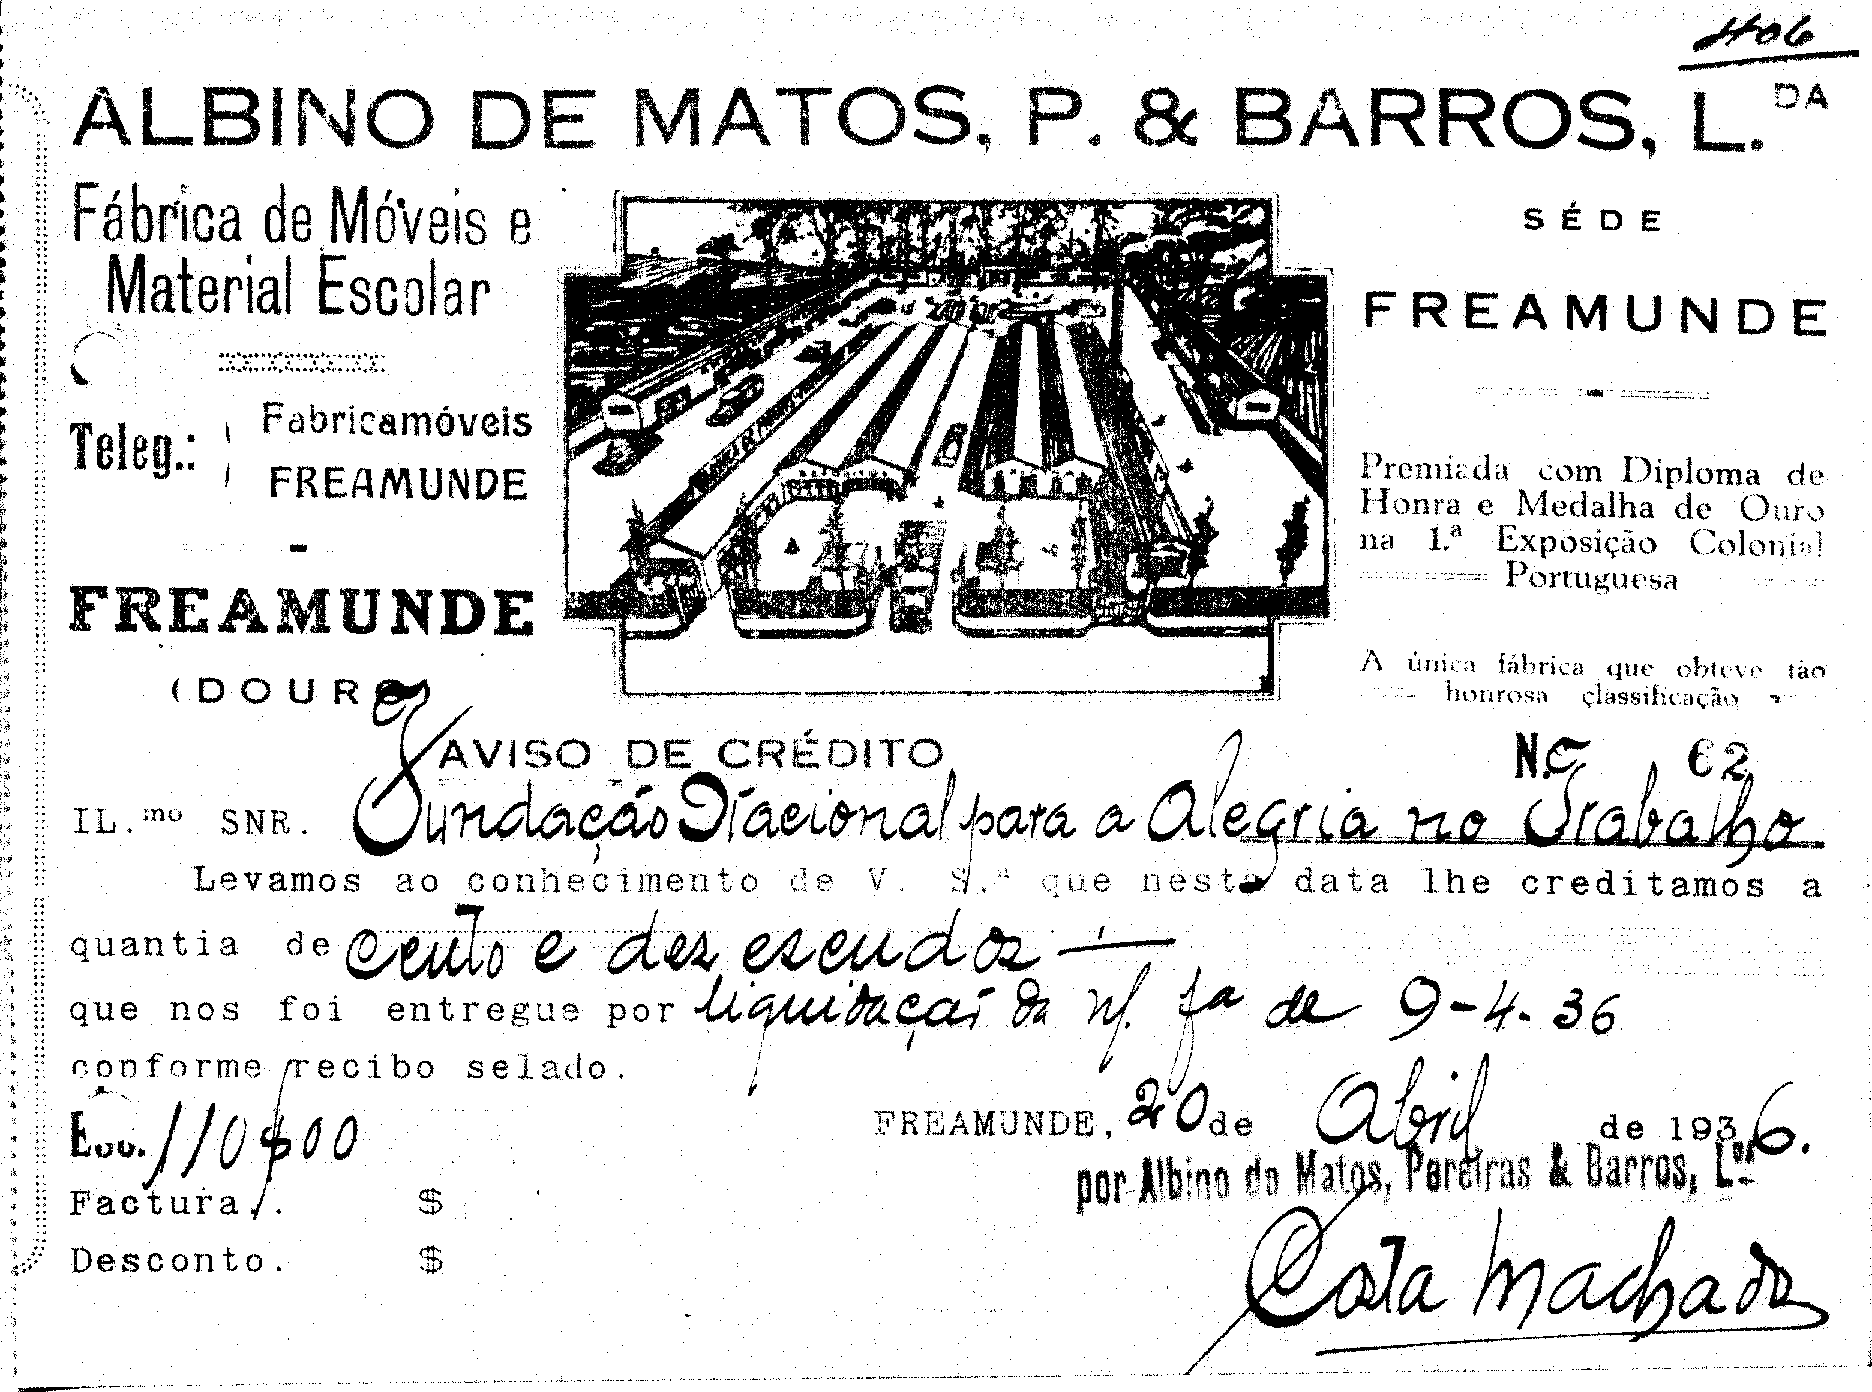 406
ALBINO DE MATOS, P. & BARROS, L.DA
Fábrica de Móveis e
Material Escolar
Teleg.: Fabricamóveis
FREAMUNDE
FREAMUNDE
(DOURO)
SÉDE
FREAMUNDE
Premiada com Diploma de
Honra e Medalha de Ouro
na 1.ª Exposição Colonial
Portuguesa
A única fábrica que obteve tão
honrosa classificação
AVISO DE CRÉDITO
N.º 62
IL.mo SNR. Fundação Nacional para a Alegria no Trabalho
Levamos ao conhecimento de V. S.ª que nesta data lhe creditamos a
quantia de cento e dez escudos —
que nos foi entregue por liquidação da n/. fa de 9-4-36
conforme recibo selado.
FREAMUNDE, 20 de Abril de 1936.
Esc. 110$00
por Albino de Matos, Pereiras & Barros, L.da
Factura. $
Desconto. $
Costa Machado